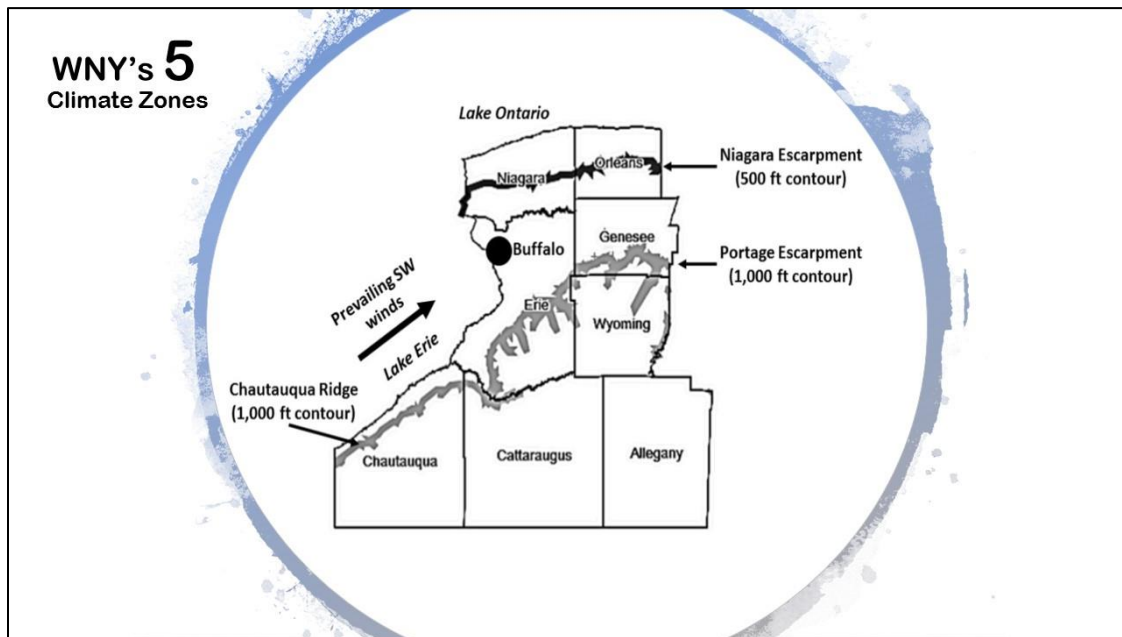 WNY's 5
Climate Zones
Lake Ontario
Niagara Escarpment
(500 ft contour)
Orleans
Niagara
Genesee
Buffalo
Portage Escarpment
(1,000 ft contour)
Prevailing SW
winds
Erie
Wyoming
Lake Erie
Chautauqua Ridge
(1,000 ft contour)
Chautauqua
Cattaraugus
Allegany